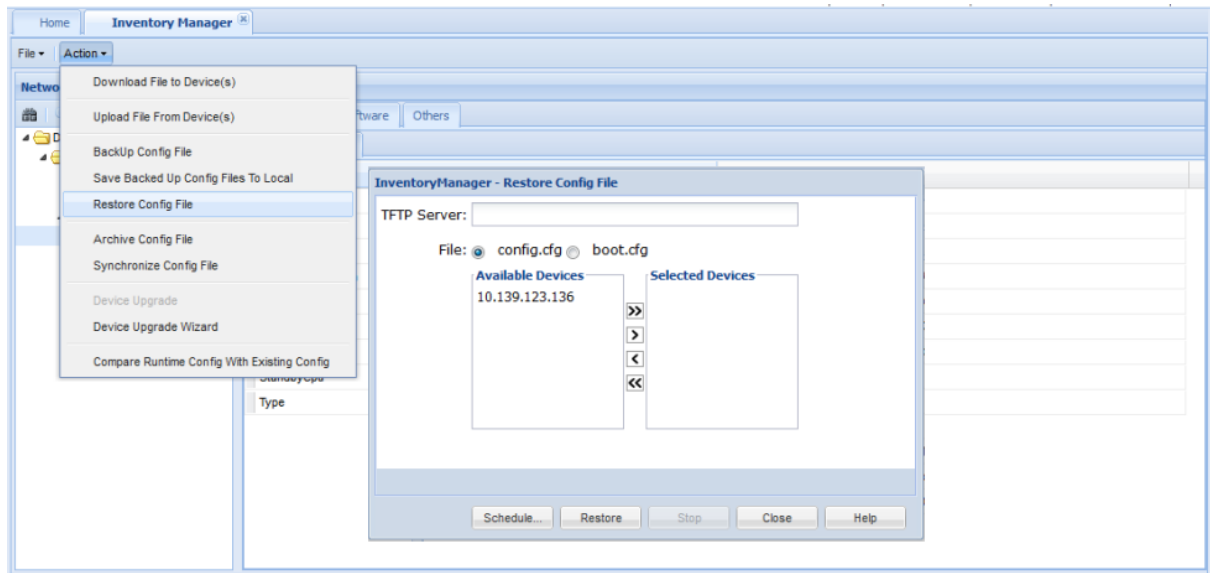 Home Inventory Manager
File Action
Netwo
Download File to Device(s)
Upload File From Device(s)
tware Others
D
BackUp Config File
Save Backed Up Config Files To Local
Restore Config File
Archive Config File
Synchronize Config File
Device Upgrade
Device Upgrade Wizard
Compare Runtime Config With Existing Config
StandbyCpu
Type
InventoryManager - Restore Config File
TFTP Server:
File: config.cfg boot.cfg
Available Devices Selected Devices
10.139.123.136
Schedule... Restore Stop Close Help